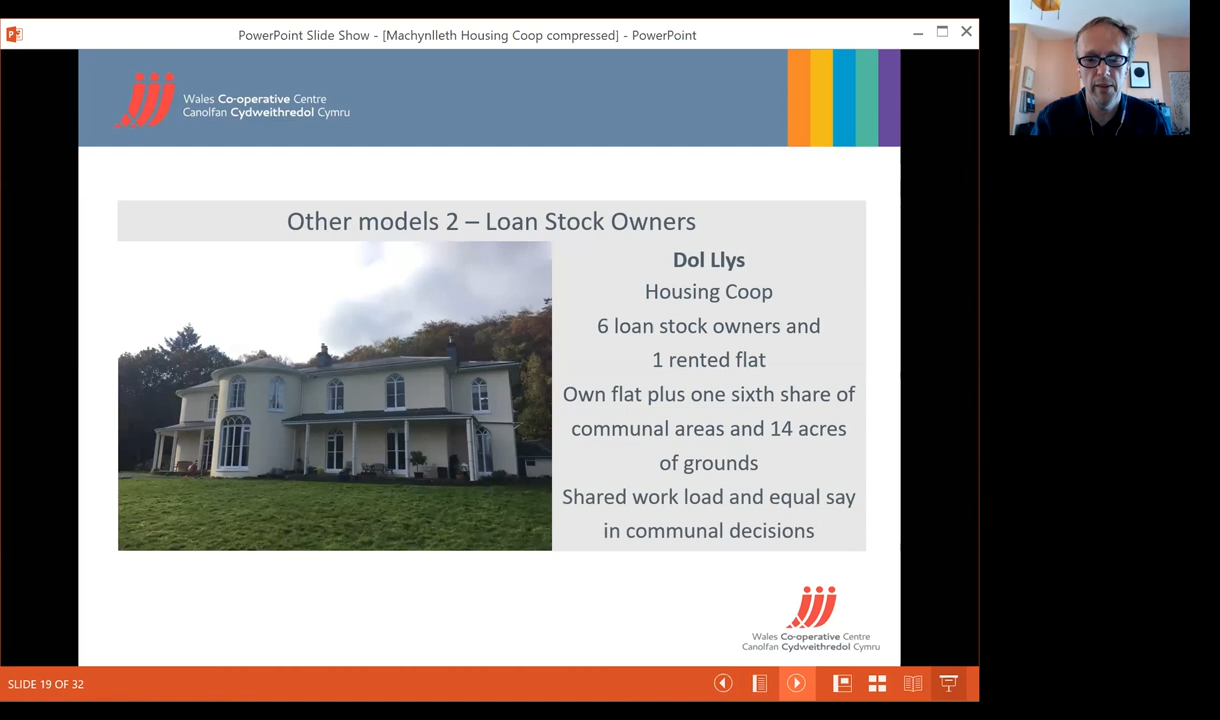 PowerPoint Slide Show - [Machynlleth Housing Coop compressed] - PowerPoint
Wales Co-operative Centre
Canolfan Cydweithredol Cymru
Other models 2 – Loan Stock Owners
Dol Llys
Housing Coop
6 loan stock owners and
1 rented flat
Own flat plus one sixth share of
communal areas and 14 acres
of grounds
Shared work load and equal say
in communal decisions
Wales Co-operative Centre
Canolfan Cydweithredol Cymru
SLIDE 19 OF 32